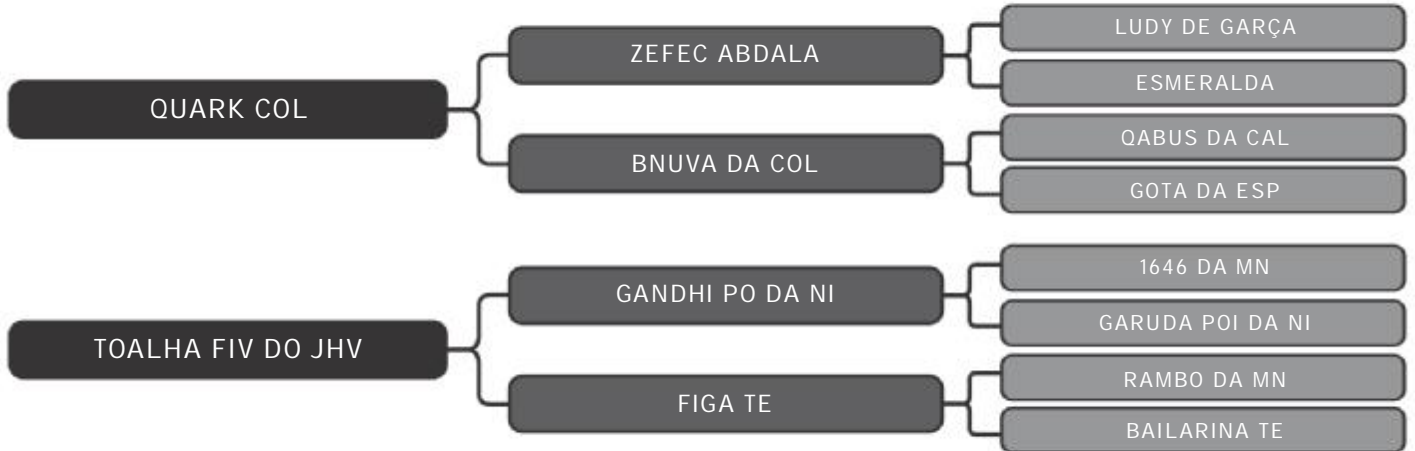 QUARK COL
ZEFEC ABDALA
LUDY DE GARÇA
ESMERALDA
BNUVA DA COL
QABUS DA CAL
GOTA DA ESP
TOALHA FIV DO JHV
GANDHI PO DA NI
1646 DA MN
GARUDA POI DA NI
FIGA TE
RAMBO DA MN
BAILARINA TE